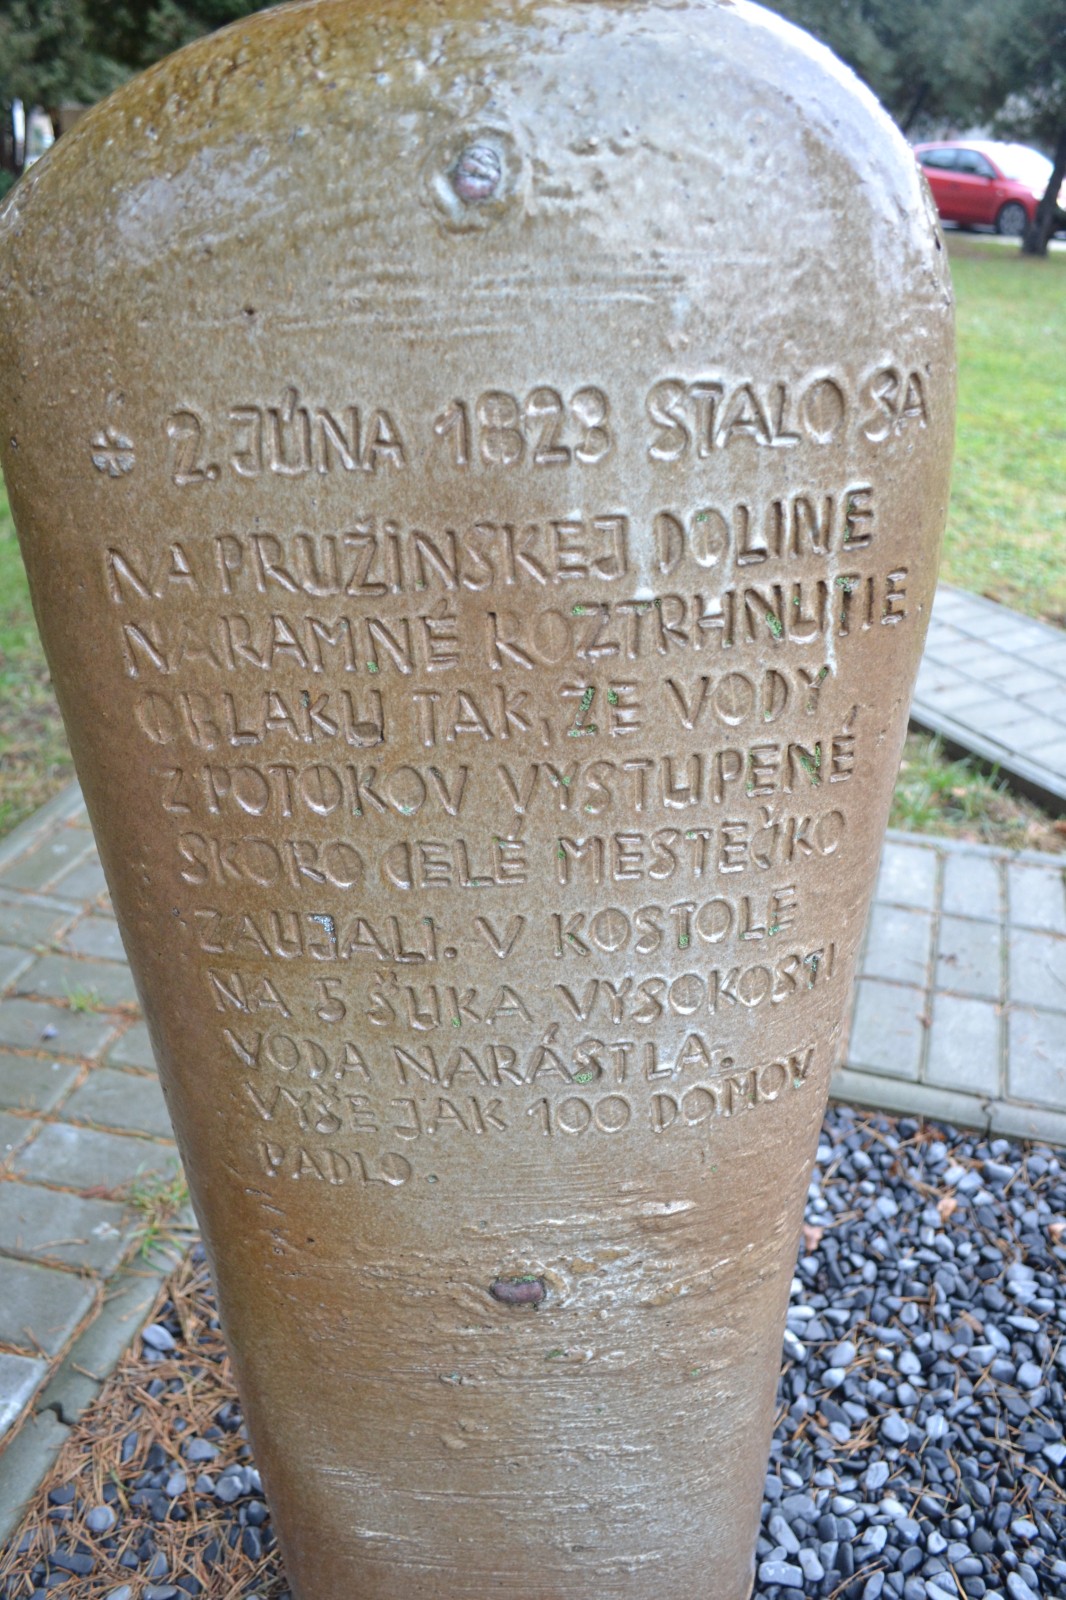 2. JÚNA 1823 STALO SA
NA PRUŽINSKEJ DOLINE
NARAMNÉ ROZTRHNUTIE
OBLAKU TAK, ŽE VODY
Z POTOKOV VYSTUPENÉ
SKORO CELÉ MESTEČKO
ZAUJALI. V KOSTOLE
NA 5 ŠUKA VYSOKOSTI
VODA NARÁSTLA.
VYŠE JAK 100 DOMOV
PADLO.